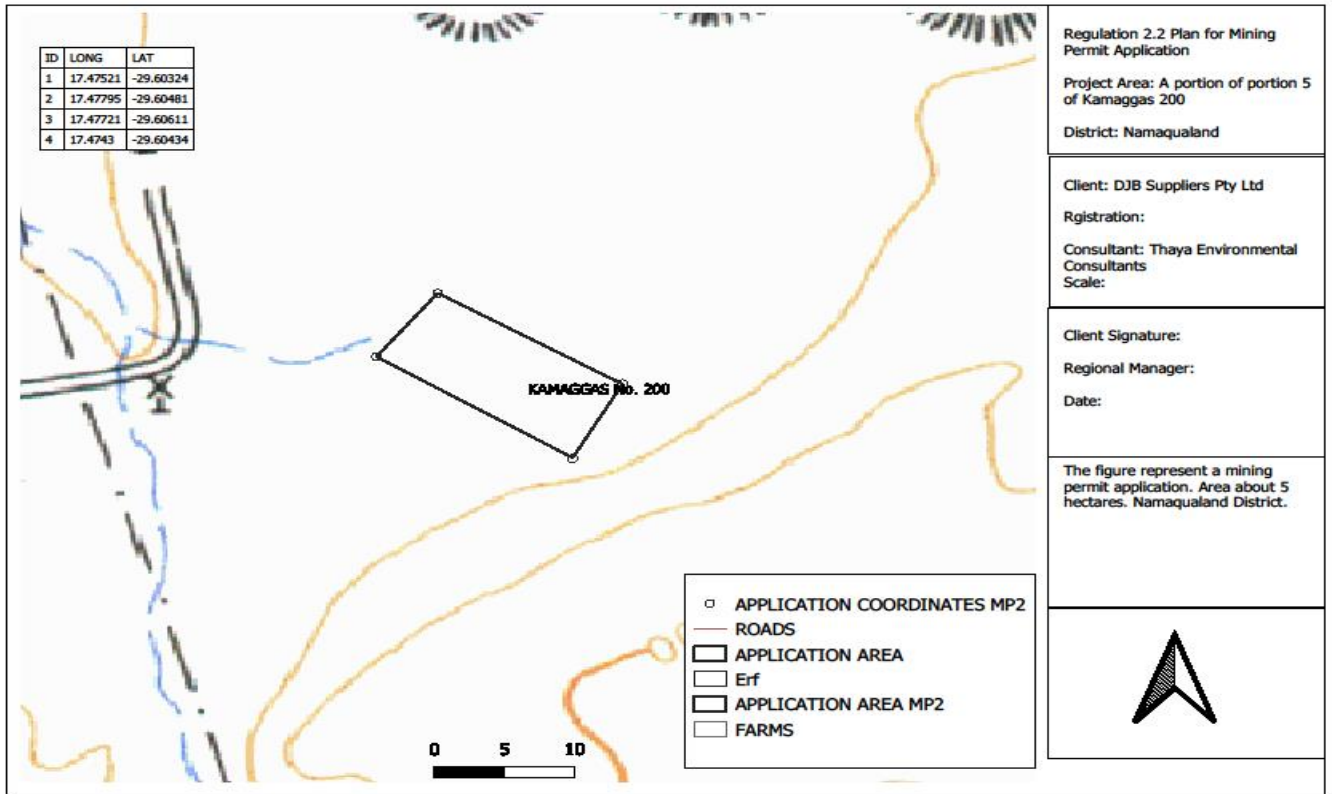 ID LONG LAT
1 17.47521 -29.60324
2 17.47795 -29.60481
3 17.47721 -29.60611
4 17.4743 -29.60434
KAMAGGAS No. 200
0 5 10
APPLICATION COORDINATES MP2
ROADS
APPLICATION AREA
Erf
APPLICATION AREA MP2
FARMS
Regulation 2.2 Plan for Mining
Permit Application
Project Area: A portion of portion 5
of Kamaggas 200
District: Namaqualand
Client: DJB Suppliers Pty Ltd
Rgistration:
Consultant: Thaya Environmental
Consultants
Scale:
Client Signature:
Regional Manager:
Date:
The figure represent a mining
permit application. Area about 5
hectares. Namaqualand District.